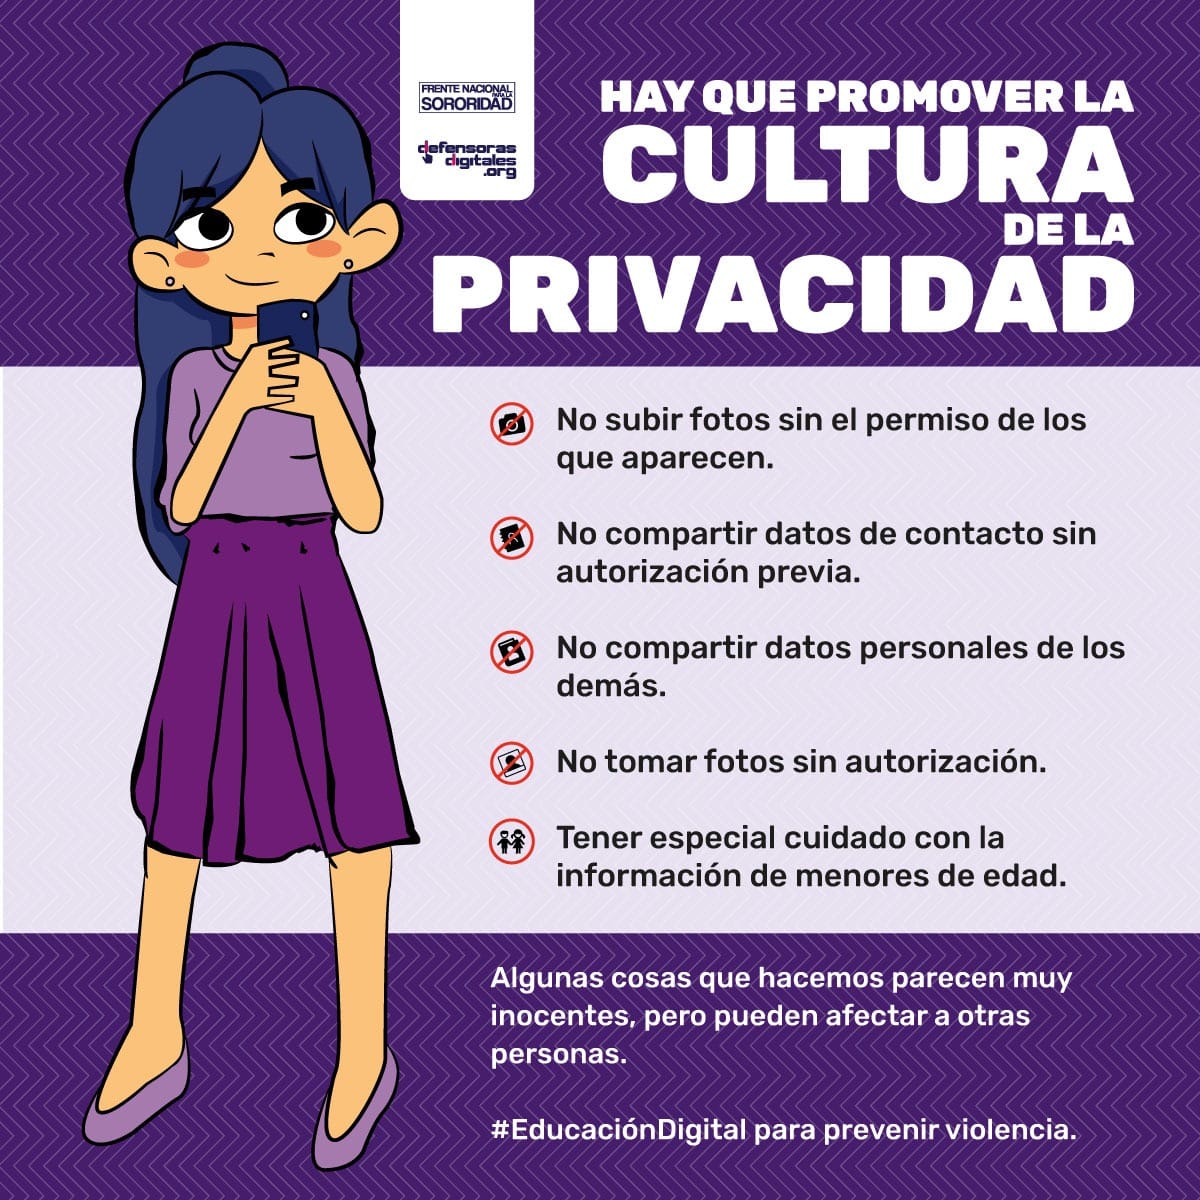 FRENTE NACIONAL
PARA LA
SORORIDAD
defensoras
digitales
.org
HAY QUE PROMOVER LA
CULTURA
DE LA
PRIVACIDAD
No subir fotos sin el permiso de los
que aparecen.
No compartir datos de contacto sin
autorización previa.
No compartir datos personales de los
demás.
No tomar fotos sin autorización.
Tener especial cuidado con la
información de menores de edad.
Algunas cosas que hacemos parecen muy
inocentes, pero pueden afectar a otras
personas.
#EducaciónDigital para prevenir violencia.